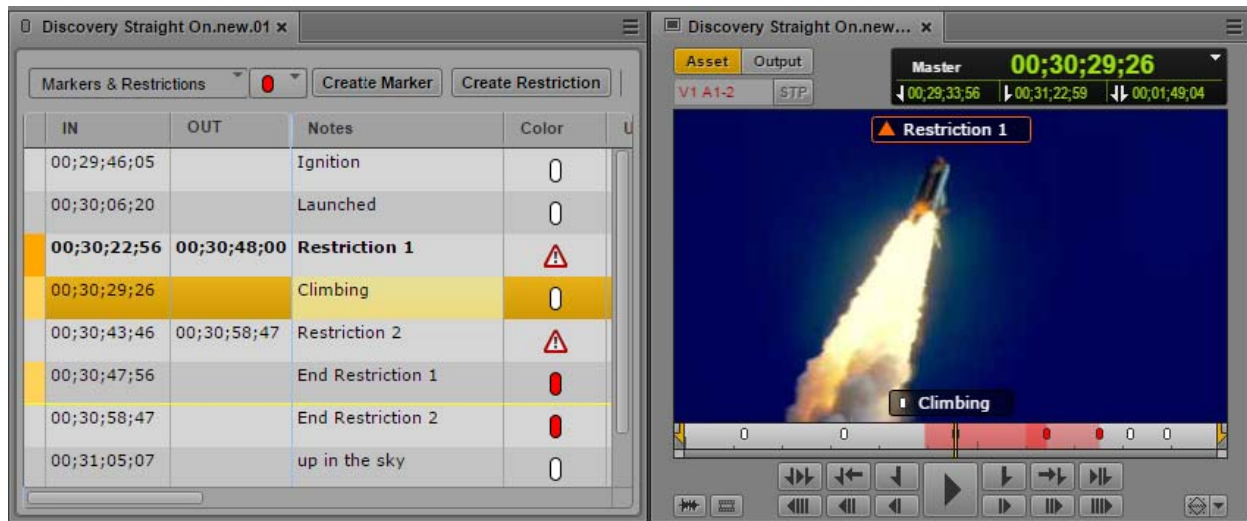 Discovery Straight On.new.01 ×
Markers & Restrictions Create Marker Create Restriction
IN OUT Notes Color U
00;29;46;05 Ignition
00;30;06;20 Launched
00;30;22;56 00;30;48;00 Restriction 1
00;30;29;26 Climbing
00;30;43;46 00;30;58;47 Restriction 2
00;30;47;56 End Restriction 1
00;30;58;47 End Restriction 2
00;31;05;07 up in the sky
Discovery Straight On.new... ×
Asset Output
V1 A1-2 STP
Master 00;30;29;26
00;29;33;56 00;31;22;59 00;01;49;04
Restriction 1
Climbing